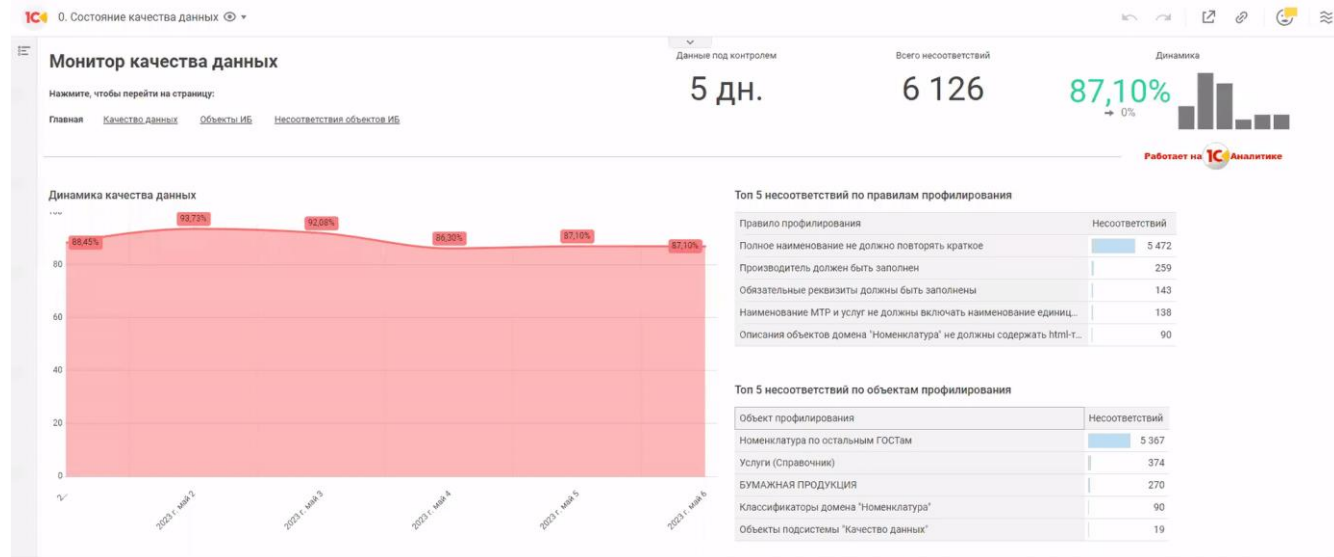 1С 0. Состояние качества данных
Монитор качества данных
Нажмите, чтобы перейти на страницу:
Главная Качество данных Объекты ИБ Несоответствия объектов ИБ
Данные под контролем
5 дн.
Всего несоответствий
6 126
Динамика
87,10%
0%
Работает на 1С Аналитике
Динамика качества данных
100
80
60
40
20
0
88,45%
93,73%
92,08%
86,30%
87,10%
87,10%
2...
2023 г. май 2
2023 г. май 3
2023 г. май 4
2023 г. май 5
2023 г. май 6
Топ 5 несоответствий по правилам профилирования
Правило профилирования Несоответствий
Полное наименование не должно повторять краткое 5 472
Производитель должен быть заполнен 259
Обязательные реквизиты должны быть заполнены 143
Наименование МТР и услуг не должны включать наименование единиц... 138
Описания объектов домена "Номенклатура" не должны содержать html-т... 90
Топ 5 несоответствий по объектам профилирования
Объект профилирования Несоответствий
Номенклатура по остальным ГОСТам 5 367
Услуги (Справочник) 374
БУМАЖНАЯ ПРОДУКЦИЯ 270
Классификаторы домена "Номенклатура" 90
Объекты подсистемы "Качество данных" 19